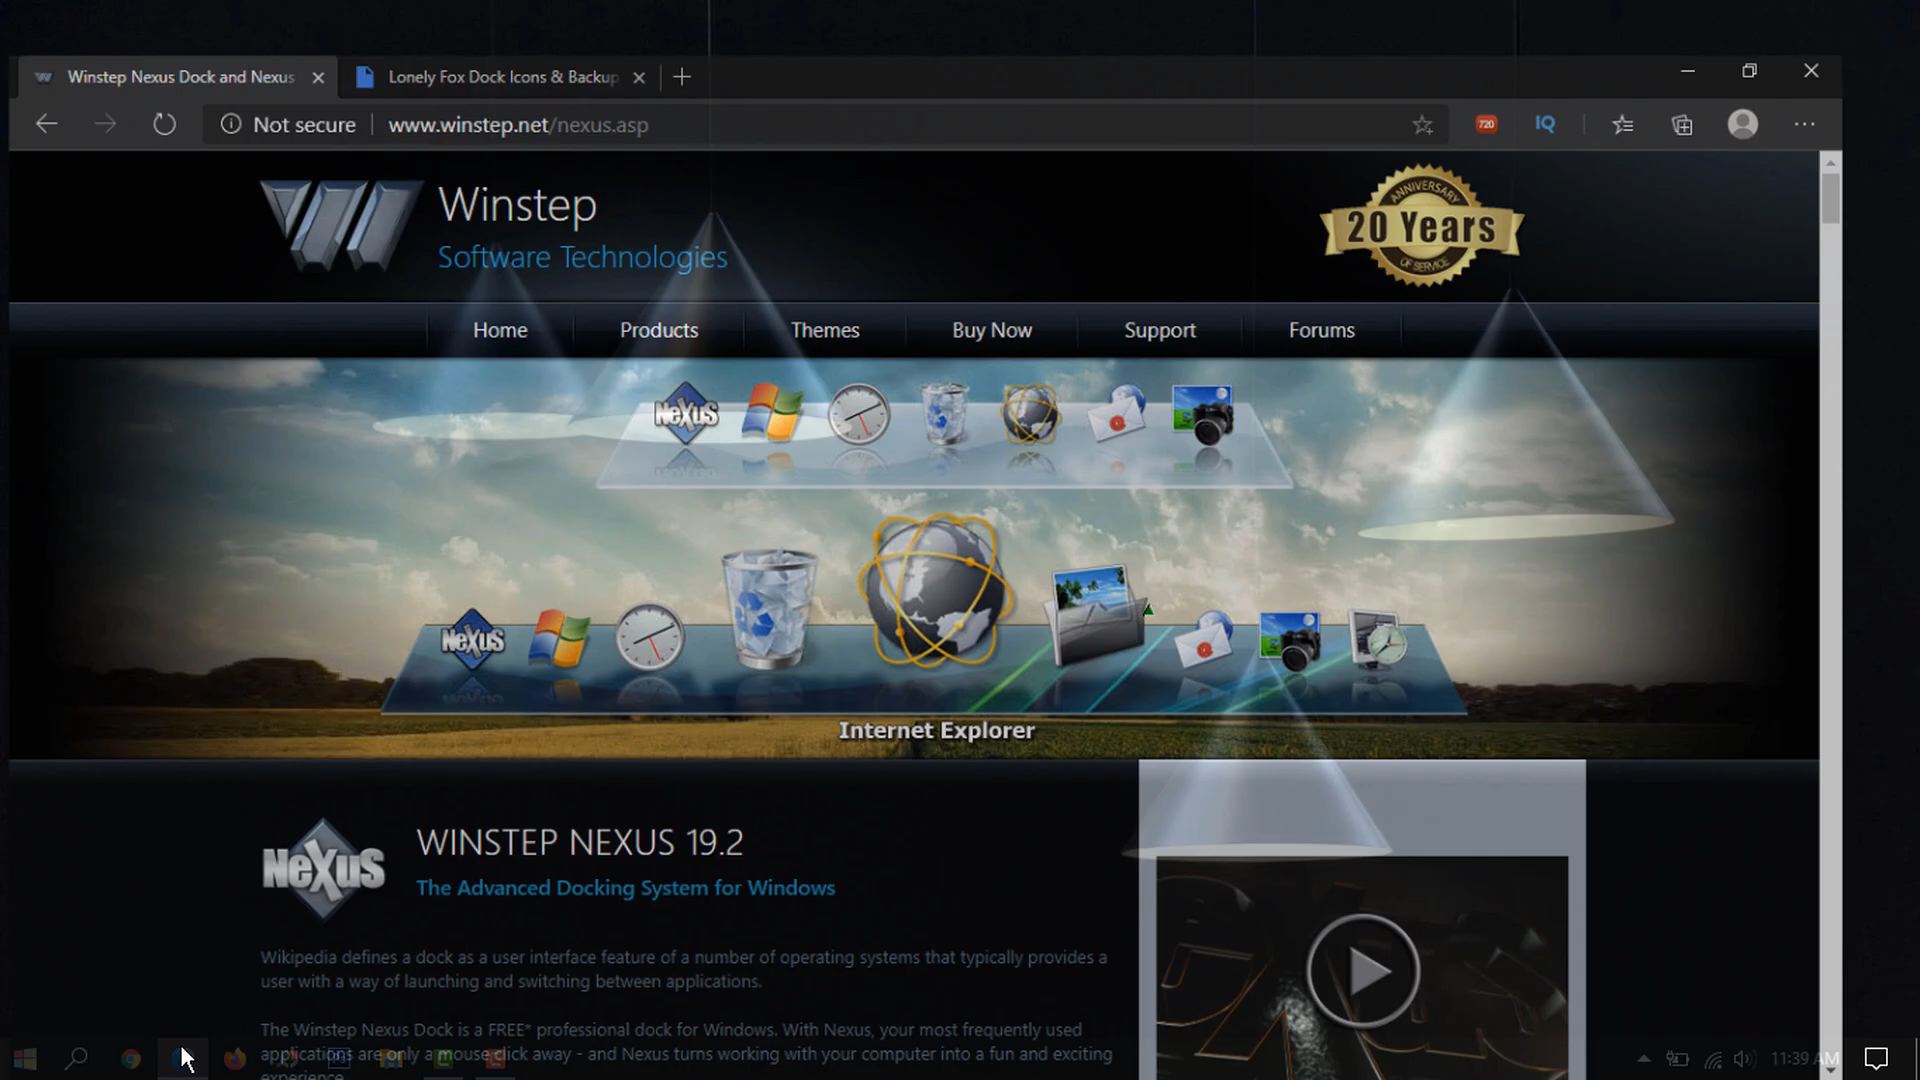 Winstep Nexus Dock and Nexus
Lonely Fox Dock Icons & Backup
Not secure
www.winstep.net/nexus.asp
720
IQ
Winstep
Software Technologies
ANNIVERSARY
20 Years
OF SERVICE
Home
Products
Themes
Buy Now
Support
Forums
NeXuS
NeXuS
Internet Explorer
NeXuS
WINSTEP NEXUS 19.2
The Advanced Docking System for Windows
Wikipedia defines a dock as a user interface feature of a number of operating systems that typically provides a
user with a way of launching and switching between applications.
The Winstep Nexus Dock is a FREE* professional dock for Windows. With Nexus, your most frequently used
applications are only a mouse click away - and Nexus turns working with your computer into a fun and exciting
experience.
11:39 AM